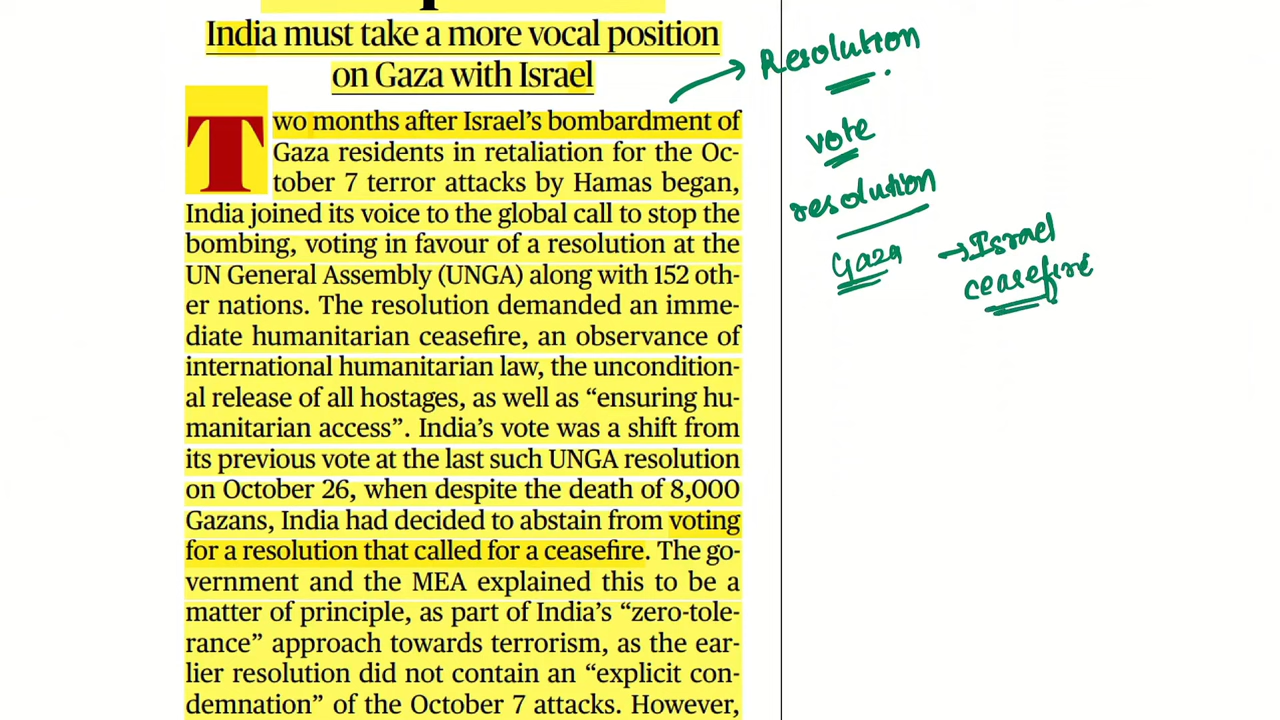 India must take a more vocal position
on Gaza with Israel
Two months after Israel's bombardment of
Gaza residents in retaliation for the Oc-
tober 7 terror attacks by Hamas began,
India joined its voice to the global call to stop the
bombing, voting in favour of a resolution at the
UN General Assembly (UNGA) along with 152 oth-
er nations. The resolution demanded an imme-
diate humanitarian ceasefire, an observance of
international humanitarian law, the uncondition-
al release of all hostages, as well as “ensuring hu-
manitarian access”. India's vote was a shift from
its previous vote at the last such UNGA resolution
on October 26, when despite the death of 8,000
Gazans, India had decided to abstain from voting
for a resolution that called for a ceasefire. The go-
vernment and the MEA explained this to be a
matter of principle, as part of India's “zero-tole-
rance” approach towards terrorism, as the ear-
lier resolution did not contain an “explicit con-
demnation” of the October 7 attacks. However,
Resolution
vote
resolution
Gaza → Israel
ceasefire